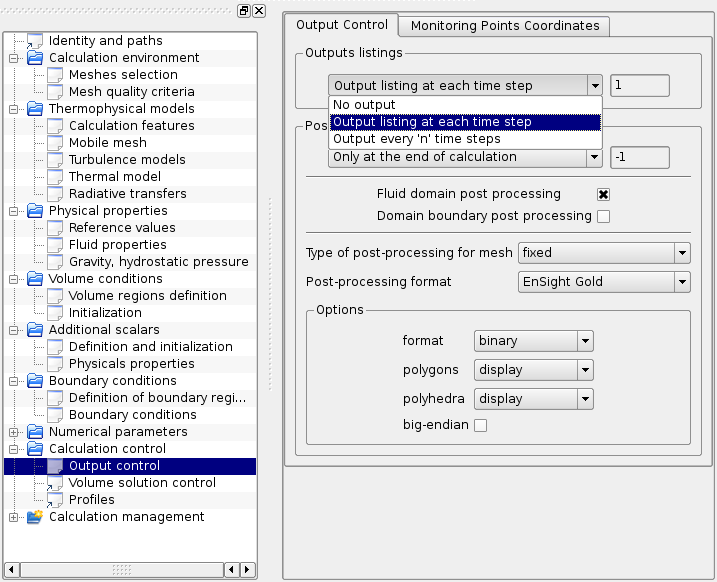 Identity and paths
Calculation environment
Meshes selection
Mesh quality criteria
Thermophysical models
Calculation features
Mobile mesh
Turbulence models
Thermal model
Radiative transfers
Physical properties
Reference values
Fluid properties
Gravity, hydrostatic pressure
Volume conditions
Volume regions definition
Initialization
Additional scalars
Definition and initialization
Physicals properties
Boundary conditions
Definition of boundary regi...
Boundary conditions
Numerical parameters
Calculation control
Output control
Volume solution control
Profiles
Calculation management
Output Control
Monitoring Points Coordinates
Outputs listings
Output listing at each time step
1
No output
Output listing at each time step
Output every 'n' time steps
Pos
Only at the end of calculation
-1
Fluid domain post processing
Domain boundary post processing
Type of post-processing for mesh
fixed
Post-processing format
EnSight Gold
Options
format
binary
polygons
display
polyhedra
display
big-endian